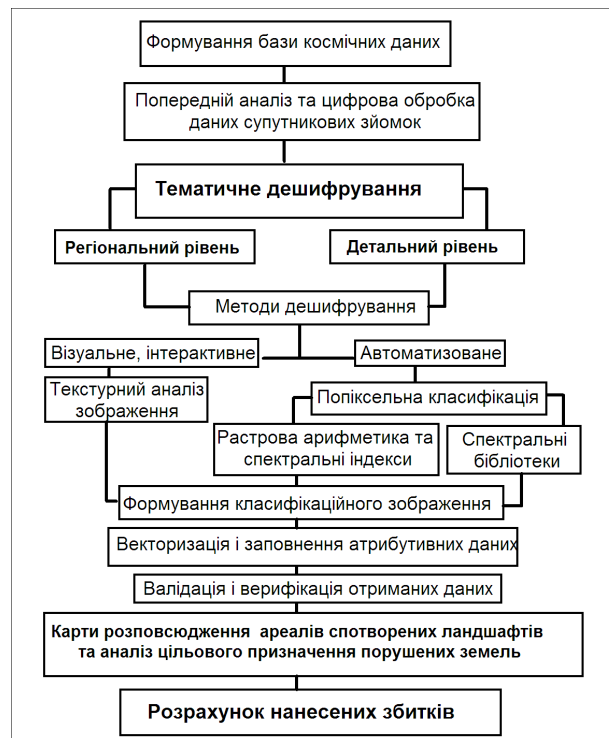 Формування бази космічних даних
Попередній аналіз та цифрова обробка
даних супутникових зйомок
Тематичне дешифрування
Регіональний рівень
Детальний рівень
Методи дешифрування
Візуальне, інтерактивне
Автоматизоване
Текстурний аналіз
зображення
Попіксельна класифікація
Растрова арифметика та
спектральні індекси
Спектральні
бібліотеки
Формування класифікаційного зображення
Векторизація і заповнення атрибутивних даних
Валідація і верифікація отриманих даних
Карти розповсюдження ареалів спотворених ландшафтів
та аналіз цільового призначення порушених земель
Розрахунок нанесених збитків